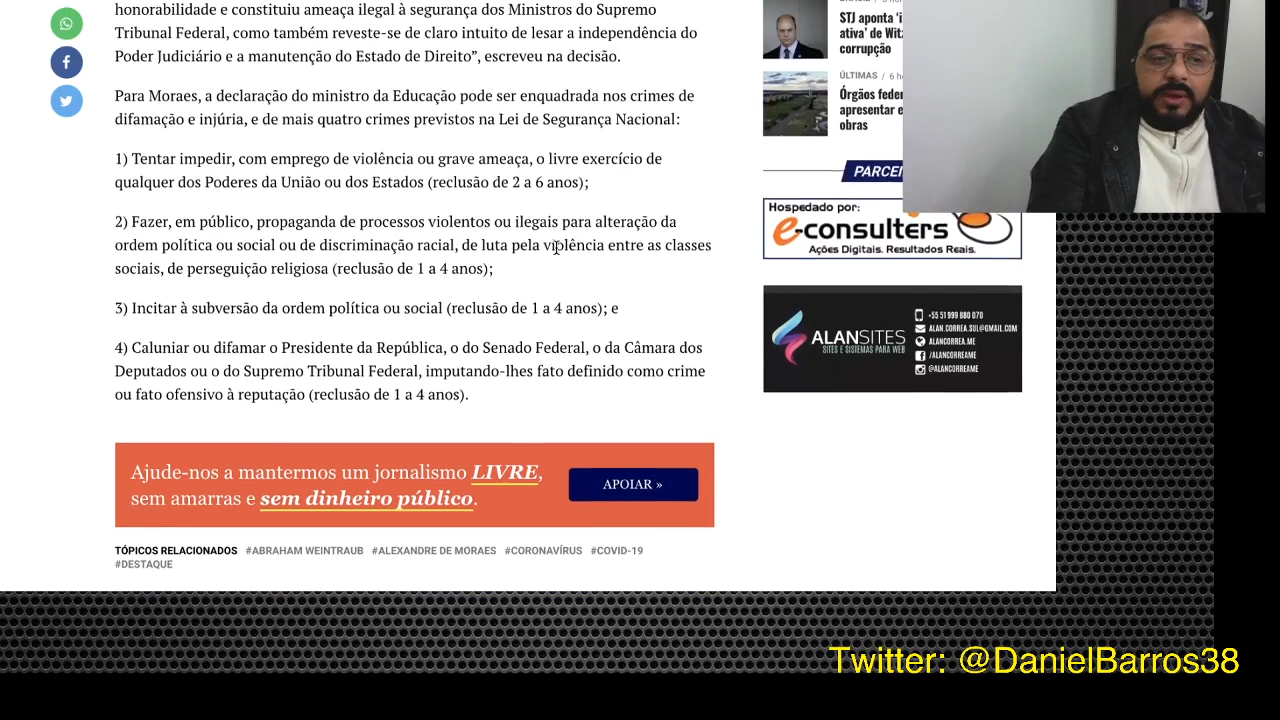 honorabilidade e constituiu ameaça ilegal à segurança dos Ministros do Supremo
Tribunal Federal, como também reveste-se de claro intuito de lesar a independência do
Poder Judiciário e a manutenção do Estado de Direito”, escreveu na decisão.
Para Moraes, a declaração do ministro da Educação pode ser enquadrada nos crimes de
difamação e injúria, e de mais quatro crimes previstos na Lei de Segurança Nacional:
1) Tentar impedir, com emprego de violência ou grave ameaça, o livre exercício de
qualquer dos Poderes da União ou dos Estados (reclusão de 2 a 6 anos);
2) Fazer, em público, propaganda de processos violentos ou ilegais para alteração da
ordem política ou social ou de discriminação racial, de luta pela violência entre as classes
sociais, de perseguição religiosa (reclusão de 1 a 4 anos);
3) Incitar à subversão da ordem política ou social (reclusão de 1 a 4 anos); e
4) Caluniar ou difamar o Presidente da República, o do Senado Federal, o da Câmara dos
Deputados ou o do Supremo Tribunal Federal, imputando-lhes fato definido como crime
ou fato ofensivo à reputação (reclusão de 1 a 4 anos).
Ajude-nos a mantermos um jornalismo LIVRE,
sem amarras e sem dinheiro público.
APOIAR »
TÓPICOS RELACIONADOS #ABRAHAM WEINTRAUB #ALEXANDRE DE MORAES #CORONAVÍRUS #COVID-19
#DESTAQUE
STJ aponta ‘i
ativa’ de Wit
corrupção
ÚLTIMAS / 6 h
Órgãos feder
apresentar e
obras
PARCEI
Hospedado por:
e-consulters
Ações Digitais. Resultados Reais.
ALANSITES
SITES E SISTEMAS PARA WEB
+55 51 999 880 070
ALAN.CORREA.SUL@GMAIL.COM
ALANCORREA.ME
/ALANCORREAME
@ALANCORREAME
Twitter: @DanielBarros38